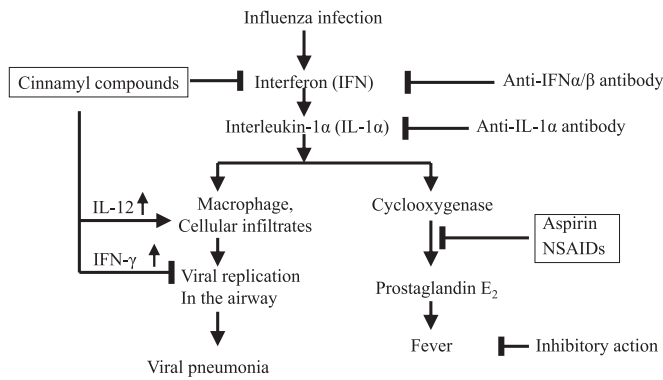 Influenza infection
Cinnamyl compounds
Interferon (IFN)
Anti-IFNα/β antibody
Interleukin-1α (IL-1α)
Anti-IL-1α antibody
IL-12
Macrophage,
Cellular infiltrates
Cyclooxygenase
Aspirin
NSAIDs
IFN-γ
Viral replication
In the airway
Prostaglandin E₂
Viral pneumonia
Fever
Inhibitory action